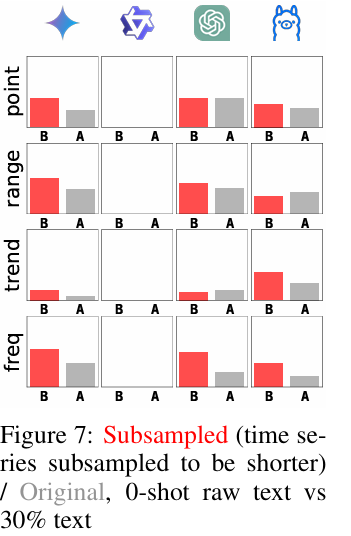 point
B A B A B A B A
range
B A B A B A B A
trend
B A B A B A B A
freq
B A B A B A B A
Figure 7: Subsampled (time se-
ries subsampled to be shorter)
/ Original, 0-shot raw text vs
30% text